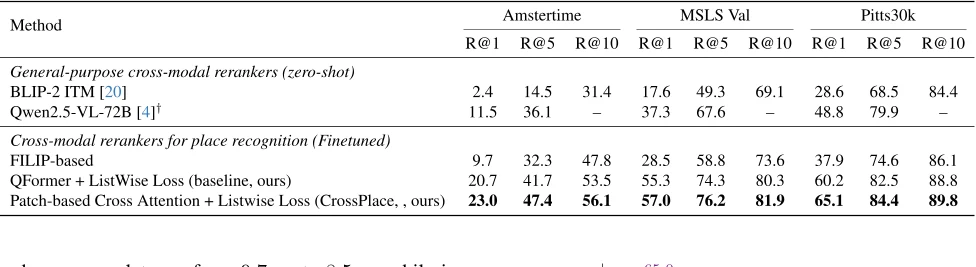 Method Amstertime MSLS Val Pitts30k
R@1 R@5 R@10 R@1 R@5 R@10 R@1 R@5 R@10
General-purpose cross-modal rerankers (zero-shot)
BLIP-2 ITM [20] 2.4 14.5 31.4 17.6 49.3 69.1 28.6 68.5 84.4
Qwen2.5-VL-72B [4]† 11.5 36.1 – 37.3 67.6 – 48.8 79.9 –
Cross-modal rerankers for place recognition (Finetuned)
FILIP-based 9.7 32.3 47.8 28.5 58.8 73.6 37.9 74.6 86.1
QFormer + ListWise Loss (baseline, ours) 20.7 41.7 53.5 55.3 74.3 80.3 60.2 82.5 88.8
Patch-based Cross Attention + Listwise Loss (CrossPlace, , ours) 23.0 47.4 56.1 57.0 76.2 81.9 65.1 84.4 89.8